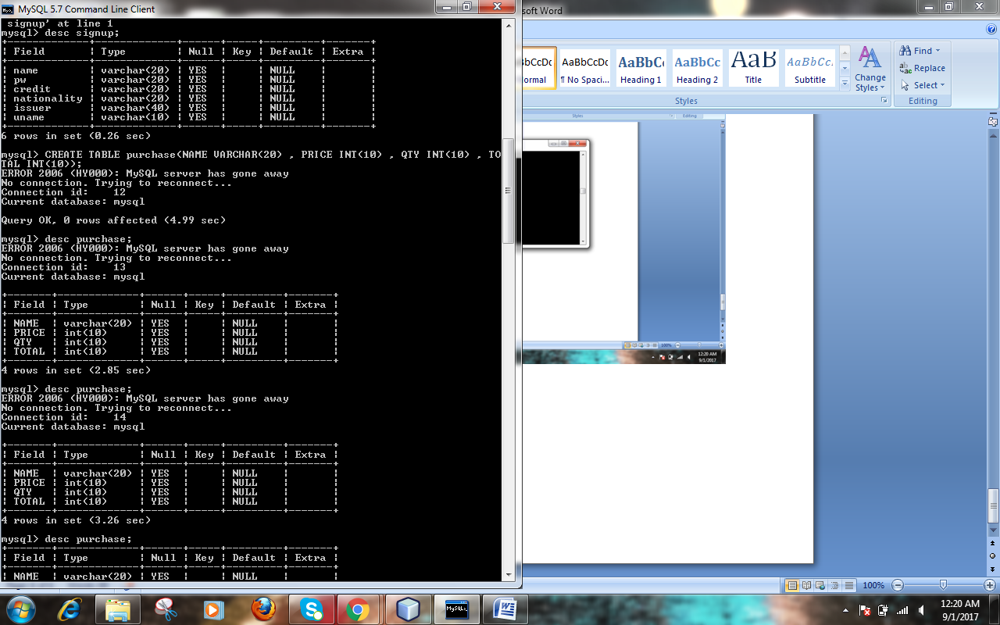 MySQL 5.7 Command Line Client
signup' at line 1
mysql> desc signup;
| Field | Type | Null | Key | Default | Extra |
| name | varchar(20) | YES | | NULL | |
| pw | varchar(20) | YES | | NULL | |
| credit | varchar(20) | YES | | NULL | |
| nationality | varchar(20) | YES | | NULL | |
| issuer | varchar(40) | YES | | NULL | |
| uname | varchar(10) | YES | | NULL | |
6 rows in set (0.26 sec)
mysql> CREATE TABLE purchase(NAME VARCHAR(20) , PRICE INT(10) , QTY INT(10) , TO
TAL INT(10));
ERROR 2006 (HY000): MySQL server has gone away
No connection. Trying to reconnect...
Connection id: 12
Current database: mysql
Query OK, 0 rows affected (4.99 sec)
mysql> desc purchase;
ERROR 2006 (HY000): MySQL server has gone away
No connection. Trying to reconnect...
Connection id: 13
Current database: mysql
| Field | Type | Null | Key | Default | Extra |
| NAME | varchar(20) | YES | | NULL | |
| PRICE | int(10) | YES | | NULL | |
| QTY | int(10) | YES | | NULL | |
| TOTAL | int(10) | YES | | NULL | |
4 rows in set (2.85 sec)
mysql> desc purchase;
ERROR 2006 (HY000): MySQL server has gone away
No connection. Trying to reconnect...
Connection id: 14
Current database: mysql
| Field | Type | Null | Key | Default | Extra |
| NAME | varchar(20) | YES | | NULL | |
| PRICE | int(10) | YES | | NULL | |
| QTY | int(10) | YES | | NULL | |
| TOTAL | int(10) | YES | | NULL | |
4 rows in set (3.26 sec)
mysql> desc purchase;
| Field | Type | Null | Key | Default | Extra |
| NAME | varchar(20) | YES | | NULL | |
soft Word
bCcDc AaBbCcDc AaBbCc AaBbCc AaB AaBbCcL
ormal ¶ No Spaci... Heading 1 Heading 2 Title Subtitle
Change Styles
Find
Replace
Select
Styles Editing
Styles Editing
100%
12:20 AM
9/1/2017
100%
MySQL
12:20 AM
9/1/2017